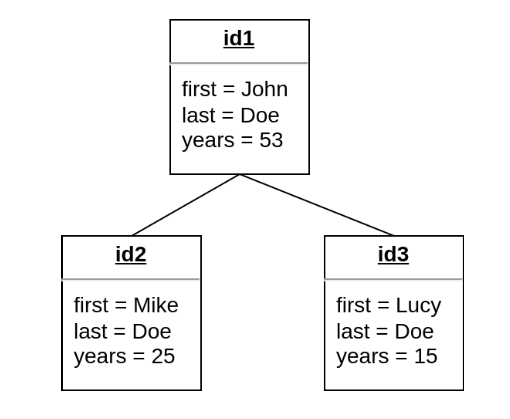 id1
first = John
last = Doe
years = 53
id2
first = Mike
last = Doe
years = 25
id3
first = Lucy
last = Doe
years = 15